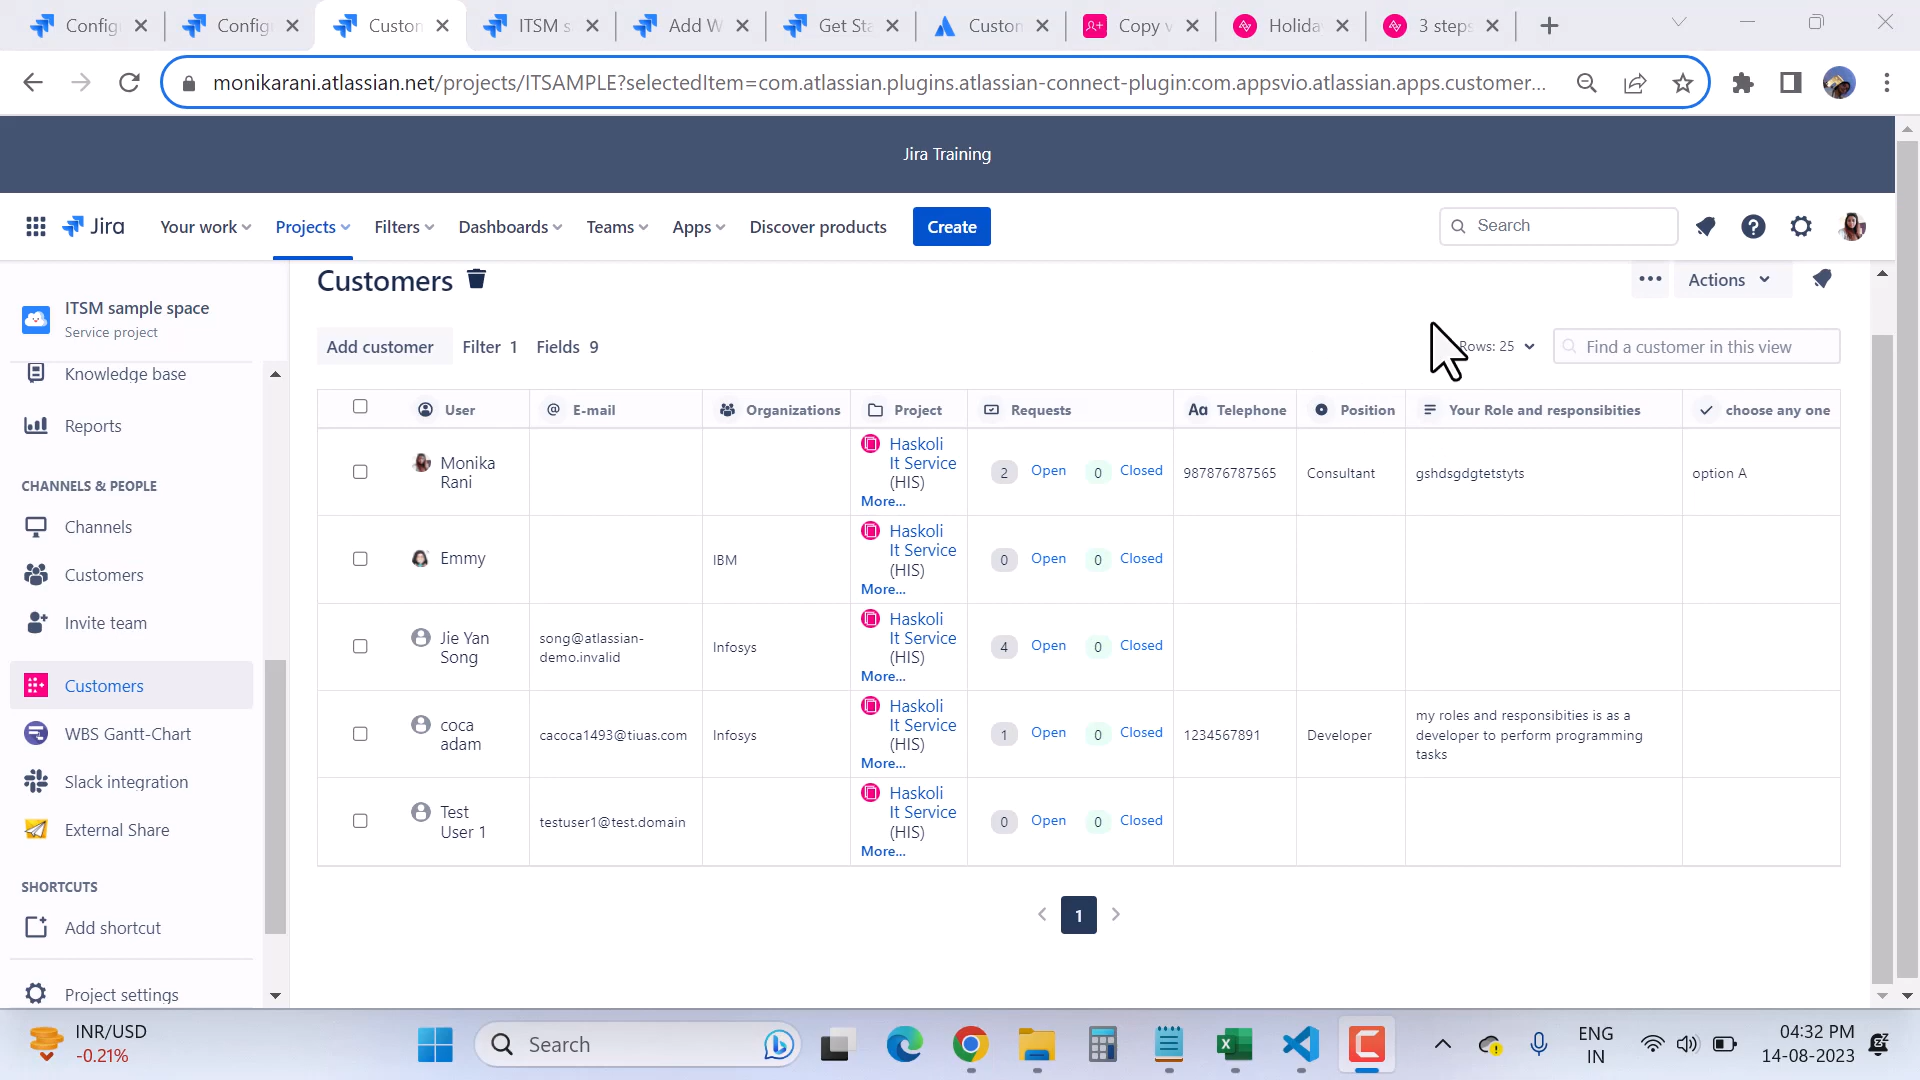 Config
Config
Custon
ITSM s
Add W
Get Sta
Custon
Copy v
Holida
3 steps
monikarani.atlassian.net/projects/ITSAMPLE?selectedItem=com.atlassian.plugins.atlassian-connect-plugin:com.appsvio.atlassian.apps.customer...
Jira Training
Jira
Your work
Projects
Filters
Dashboards
Teams
Apps
Discover products
Create
Search
ITSM sample space
Service project
Knowledge base
Reports
CHANNELS & PEOPLE
Channels
Customers
Invite team
Customers
WBS Gantt-Chart
Slack integration
External Share
SHORTCUTS
Add shortcut
Project settings
Customers
Actions
Add customer
Filter 1
Fields 9
Rows: 25
Find a customer in this view
User
E-mail
Organizations
Project
Requests
Telephone
Position
Your Role and responsibities
choose any one
Monika
Rani
Haskoli
It Service
(HIS)
More...
2 Open 0 Closed
987876787565
Consultant
gshdsgdgtetstyts
option A
Emmy
IBM
Haskoli
It Service
(HIS)
More...
0 Open 0 Closed
Jie Yan
Song
song@atlassian-
demo.invalid
Infosys
Haskoli
It Service
(HIS)
More...
4 Open 0 Closed
coca
adam
cacoca1493@tiuas.com
Infosys
Haskoli
It Service
(HIS)
More...
1 Open 0 Closed
1234567891
Developer
my roles and responsibities is as a
developer to perform programming
tasks
Test
User 1
testuser1@test.domain
Haskoli
It Service
(HIS)
More...
0 Open 0 Closed
1
INR/USD
-0.21%
Search
ENG
IN
04:32 PM
14-08-2023